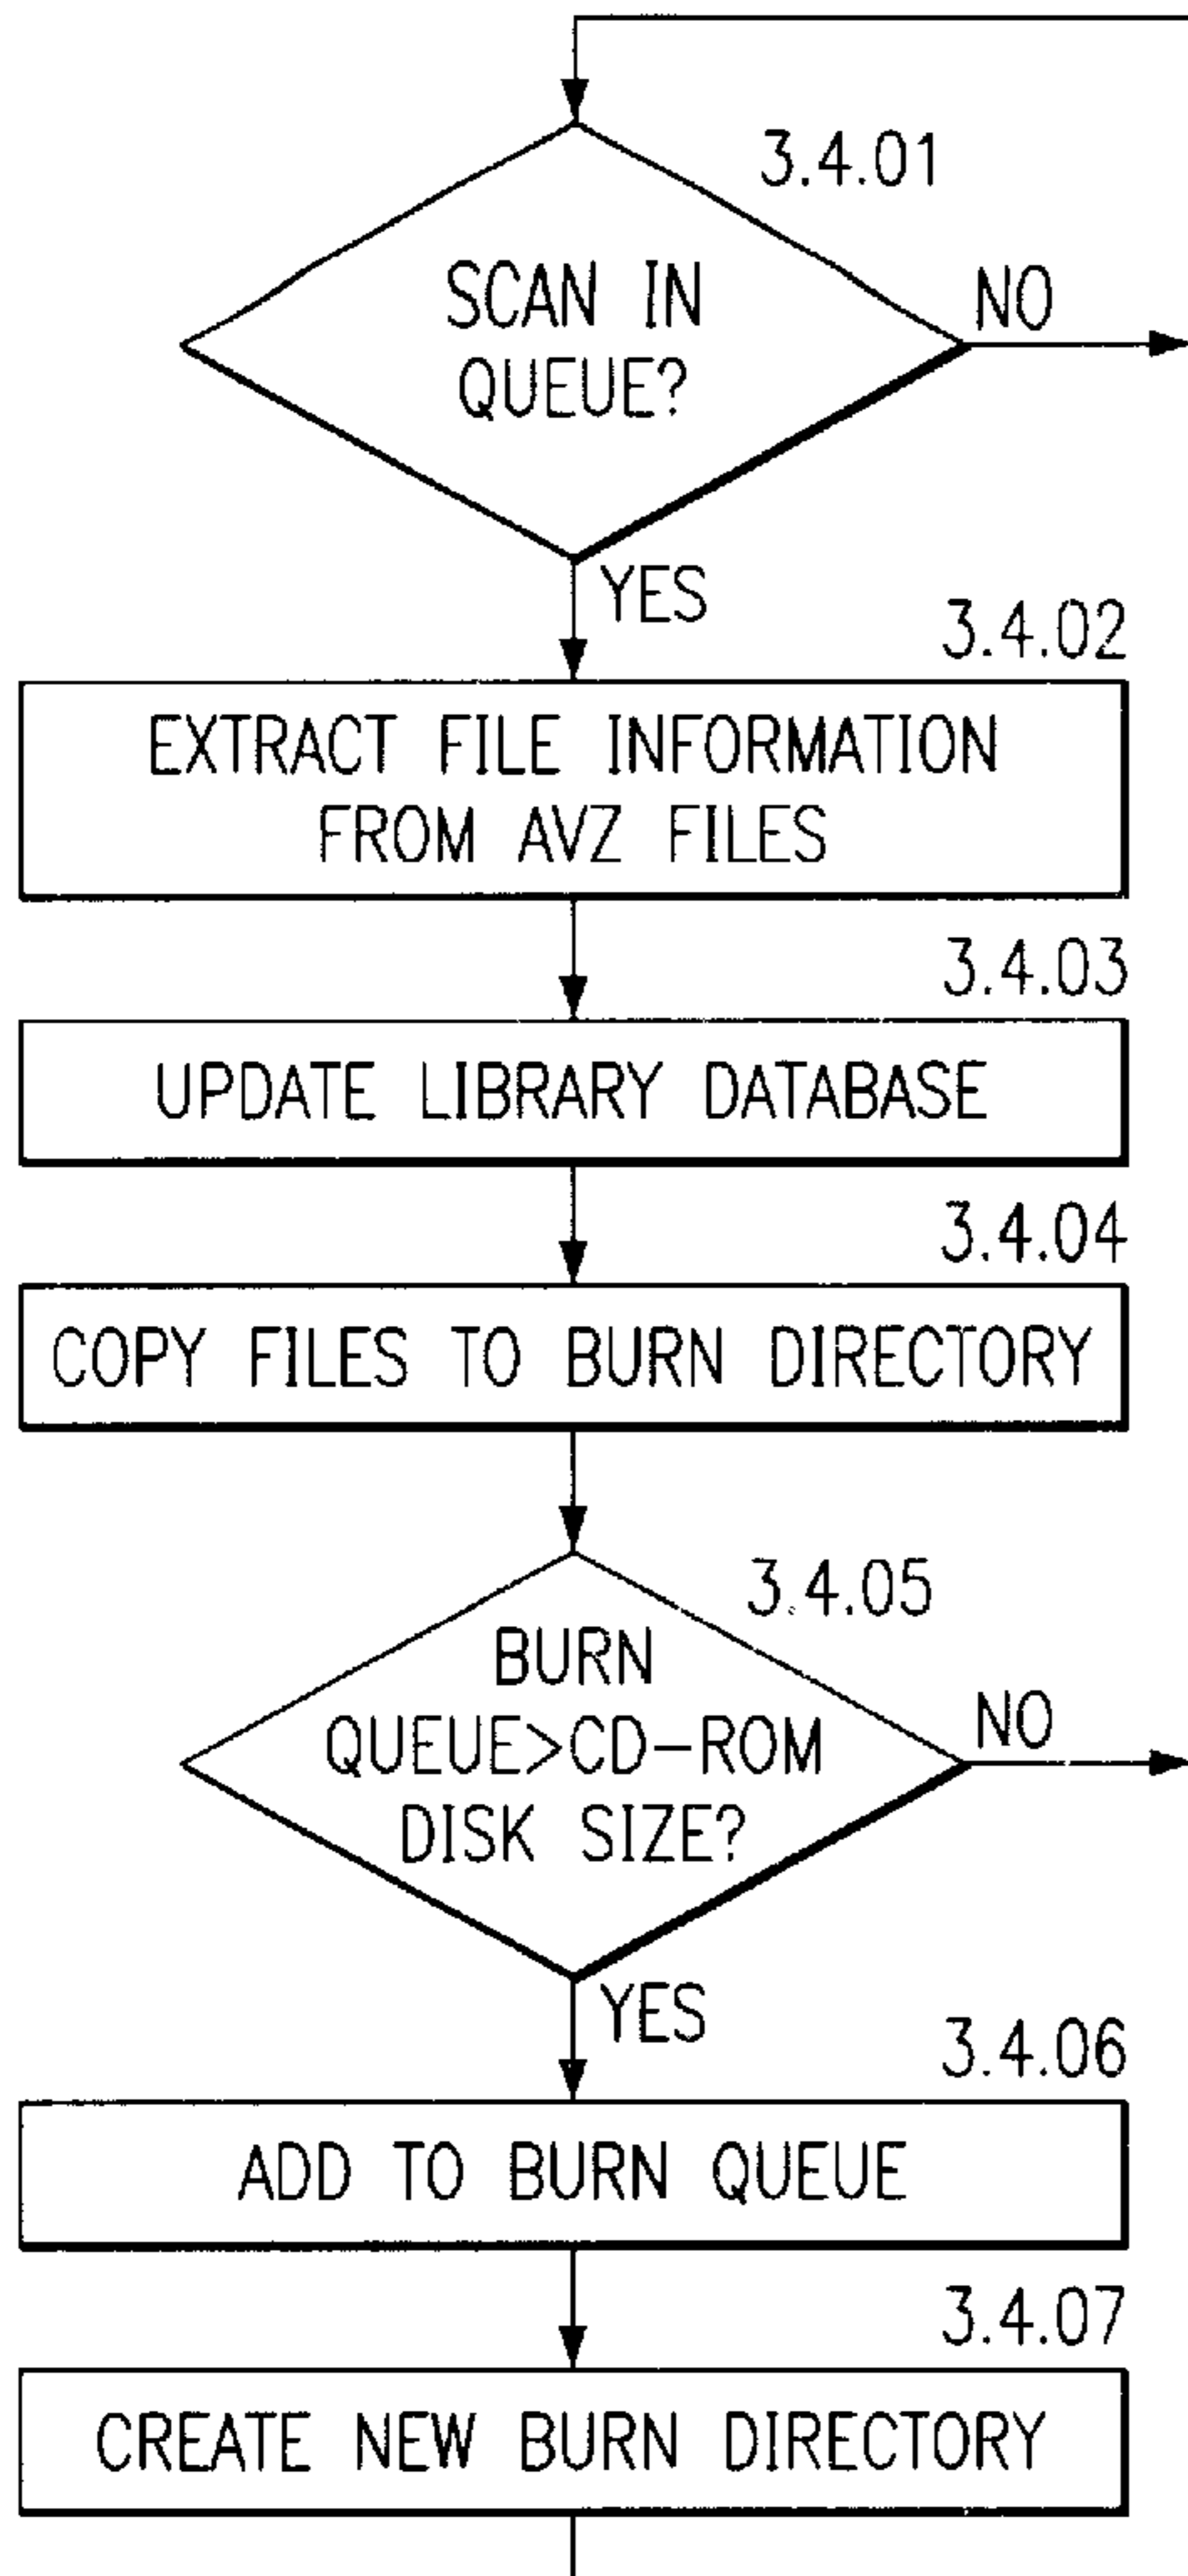 3.4.01
SCAN IN
QUEUE?
NO
YES
3.4.02
EXTRACT FILE INFORMATION
FROM AVZ FILES
3.4.03
UPDATE LIBRARY DATABASE
3.4.04
COPY FILES TO BURN DIRECTORY
3.4.05
BURN
QUEUE>CD-ROM
DISK SIZE?
NO
YES
3.4.06
ADD TO BURN QUEUE
3.4.07
CREATE NEW BURN DIRECTORY